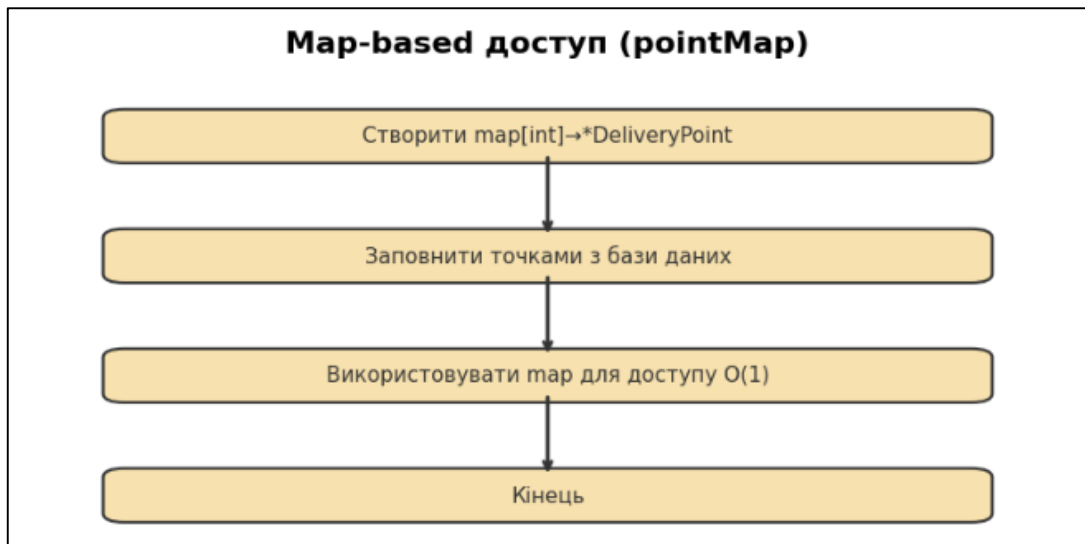 Map-based доступ (pointMap)
Створити map[int]→*DeliveryPoint
Заповнити точками з бази даних
Використовувати map для доступу O(1)
Кінець